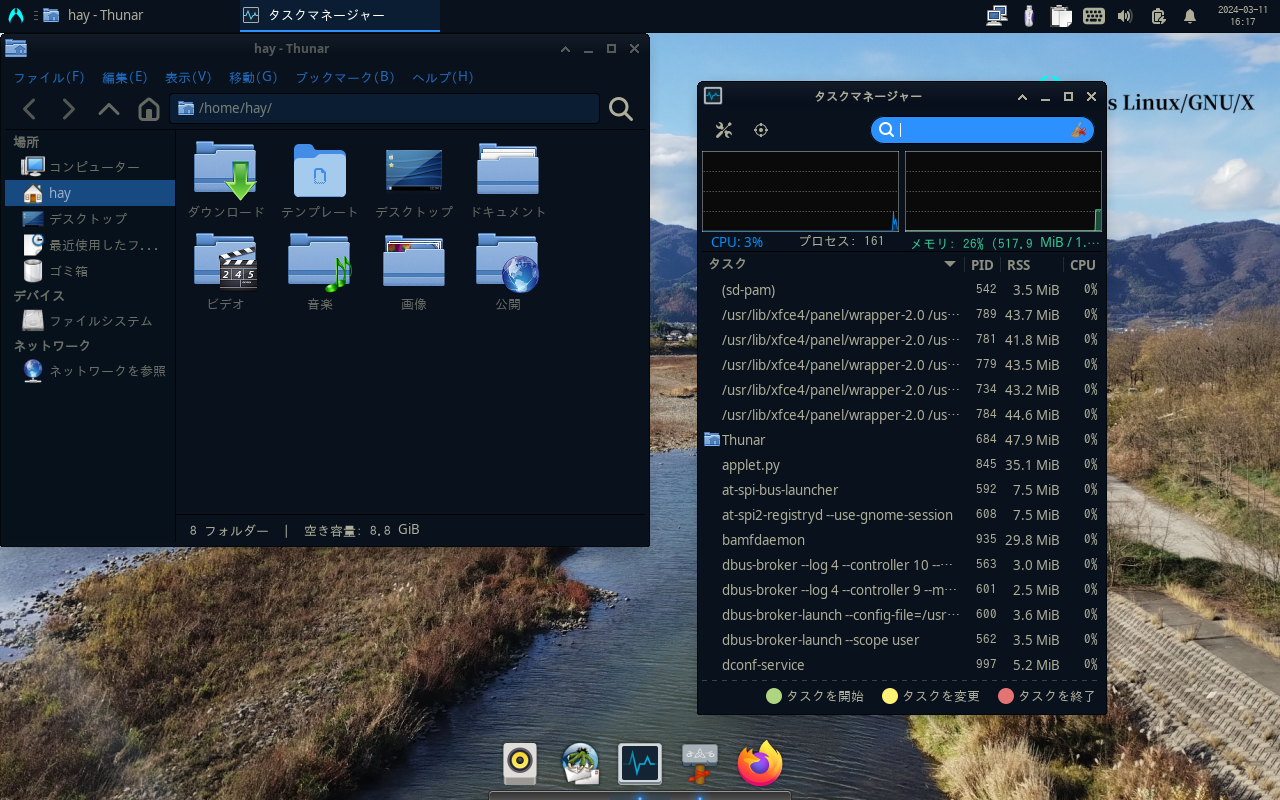 hay - Thunar
タスクマネージャー
2024-03-11
16:17
hay - Thunar
ファイル(F) 編集(E) 表示(V) 移動(G) ブックマーク(B) ヘルプ(H)
/home/hay/
場所
コンピューター
hay
デスクトップ
最近使用したフ...
ゴミ箱
デバイス
ファイルシステム
ネットワーク
ネットワークを参照
ダウンロード テンプレート デスクトップ ドキュメント
ビデオ 音楽 画像 公開
8 フォルダー | 空き容量: 8.8 GiB
s Linux/GNU/X
タスクマネージャー
CPU: 3% プロセス: 161 メモリ: 26% (517.9 MiB / 1.…
タスク PID RSS CPU
(sd-pam) 542 3.5 MiB 0%
/usr/lib/xfce4/panel/wrapper-2.0 /us… 789 43.7 MiB 0%
/usr/lib/xfce4/panel/wrapper-2.0 /us… 781 41.8 MiB 0%
/usr/lib/xfce4/panel/wrapper-2.0 /us… 779 43.5 MiB 0%
/usr/lib/xfce4/panel/wrapper-2.0 /us… 734 43.2 MiB 0%
/usr/lib/xfce4/panel/wrapper-2.0 /us… 784 44.6 MiB 0%
Thunar 684 47.9 MiB 0%
applet.py 845 35.1 MiB 0%
at-spi-bus-launcher 592 7.5 MiB 0%
at-spi2-registryd --use-gnome-session 608 7.5 MiB 0%
bamfdaemon 935 29.8 MiB 0%
dbus-broker --log 4 --controller 10 --… 563 3.0 MiB 0%
dbus-broker --log 4 --controller 9 --m… 601 2.5 MiB 0%
dbus-broker-launch --config-file=/usr… 600 3.6 MiB 0%
dbus-broker-launch --scope user 562 3.5 MiB 0%
dconf-service 997 5.2 MiB 0%
タスクを開始 タスクを変更 タスクを終了